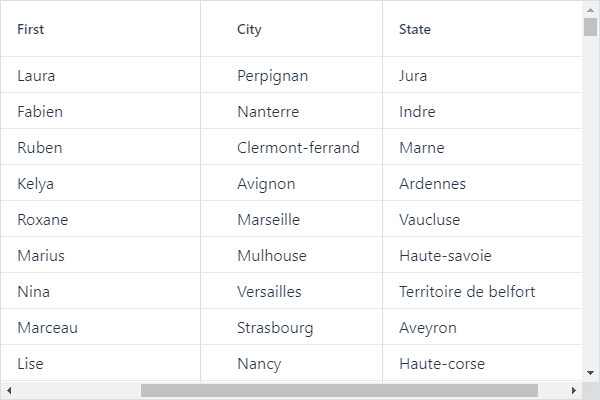 First City State
Laura Perpignan Jura
Fabien Nanterre Indre
Ruben Clermont-ferrand Marne
Kelya Avignon Ardennes
Roxane Marseille Vaucluse
Marius Mulhouse Haute-savoie
Nina Versailles Territoire de belfort
Marceau Strasbourg Aveyron
Lise Nancy Haute-corse